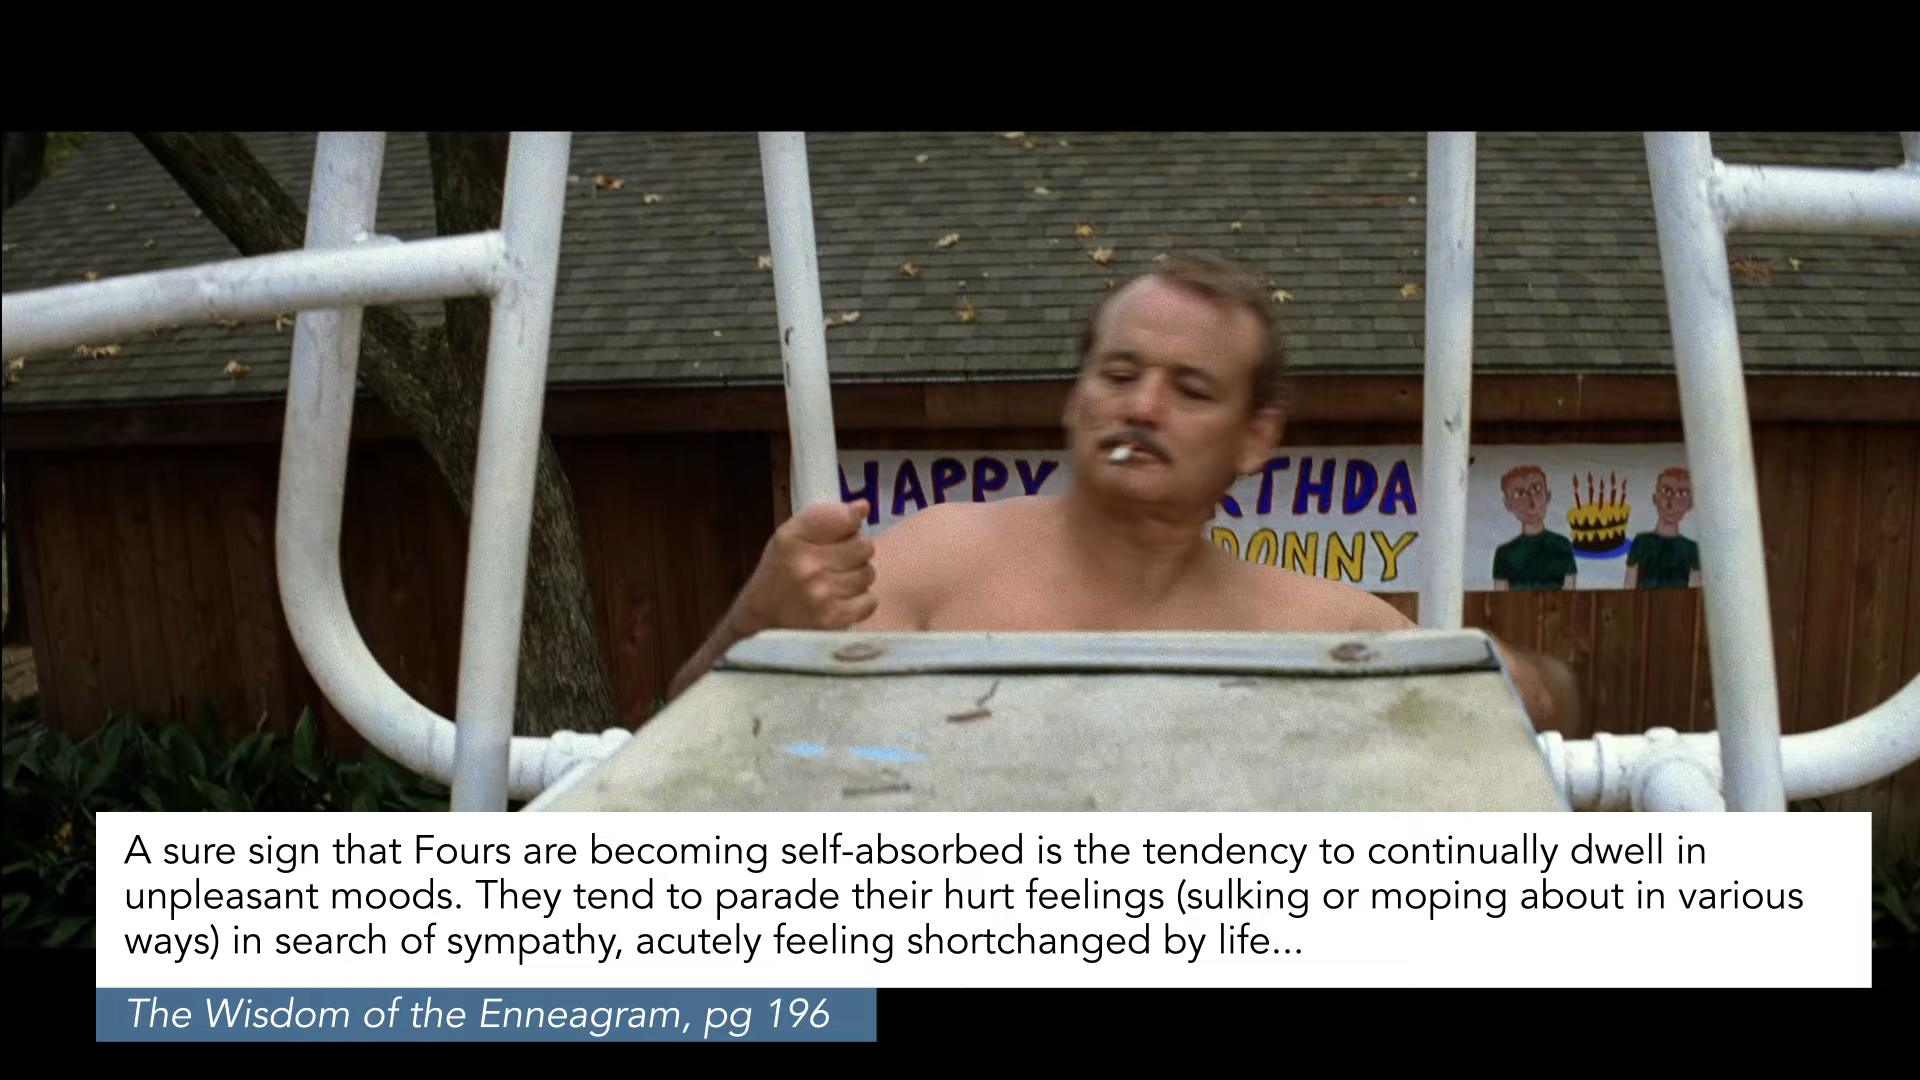 HAPPY RTHDA
DONNY
A sure sign that Fours are becoming self-absorbed is the tendency to continually dwell in
unpleasant moods. They tend to parade their hurt feelings (sulking or moping about in various
ways) in search of sympathy, acutely feeling shortchanged by life...
The Wisdom of the Enneagram, pg 196